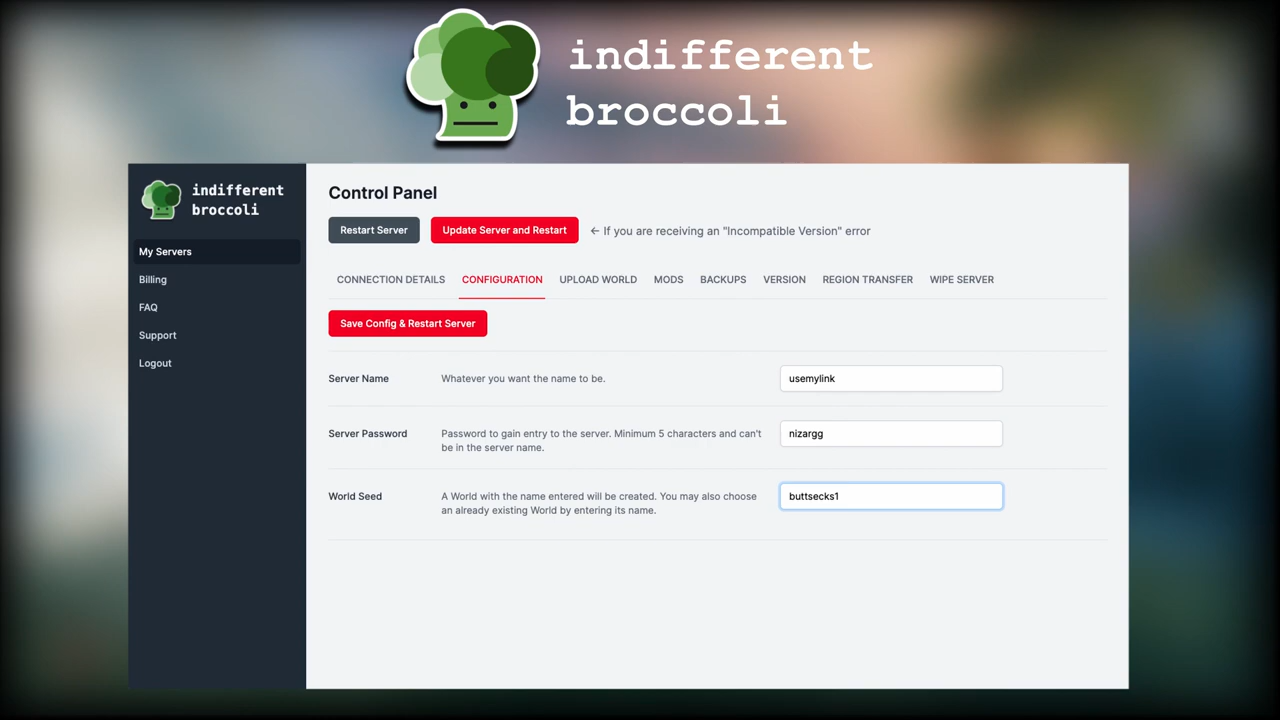 indifferent
broccoli
indifferent
broccoli
My Servers
Billing
FAQ
Support
Logout
Control Panel
Restart Server
Update Server and Restart
← If you are receiving an "Incompatible Version" error
CONNECTION DETAILS
CONFIGURATION
UPLOAD WORLD
MODS
BACKUPS
VERSION
REGION TRANSFER
WIPE SERVER
Save Config & Restart Server
Server Name
Whatever you want the name to be.
usemylink
Server Password
Password to gain entry to the server. Minimum 5 characters and can't
be in the server name.
nizargg
World Seed
A World with the name entered will be created. You may also choose
an already existing World by entering its name.
buttsecks1